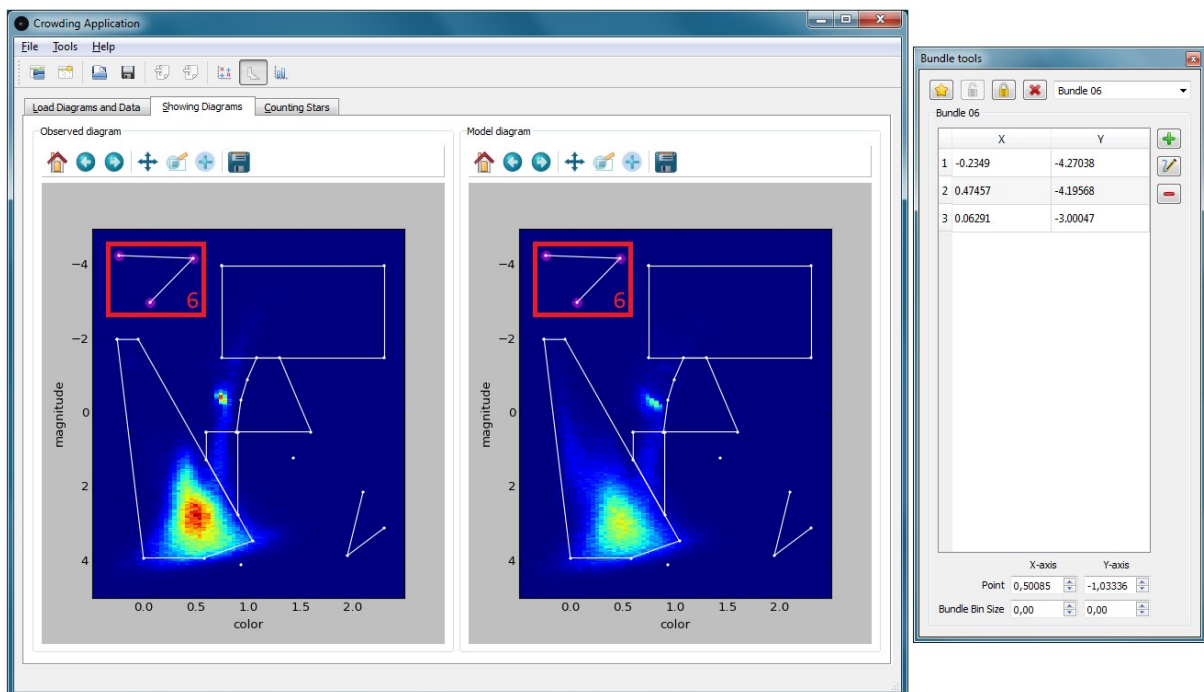 Crowding Application
File Tools Help
Load Diagrams and Data Showing Diagrams Counting Stars
Observed diagram
6
−4
−2
0
2
4
magnitude
0.0 0.5 1.0 1.5 2.0
color
Model diagram
6
−4
−2
0
2
4
magnitude
0.0 0.5 1.0 1.5 2.0
color
Bundle tools
Bundle 06
Bundle 06
X Y
1 -0.2349 -4.27038
2 0.47457 -4.19568
3 0.06291 -3.00047
X-axis Y-axis
Point 0,50085 -1,03336
Bundle Bin Size 0,00 0,00